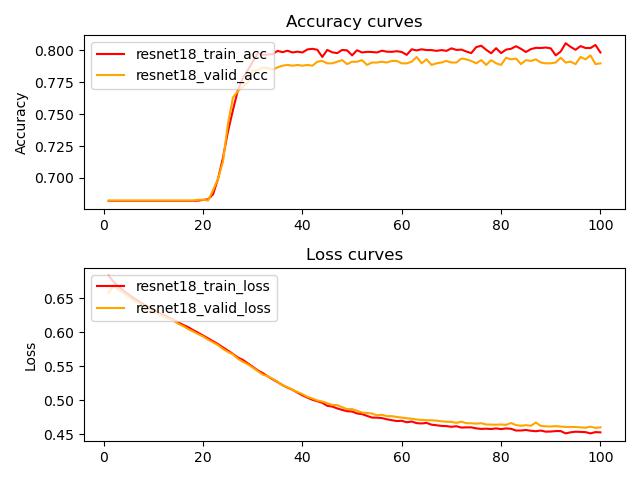 Accuracy curves
0.800
0.775
0.750
0.725
0.700
Accuracy
resnet18_train_acc
resnet18_valid_acc
0 20 40 60 80 100
Loss curves
0.65
0.60
0.55
0.50
0.45
Loss
resnet18_train_loss
resnet18_valid_loss
0 20 40 60 80 100